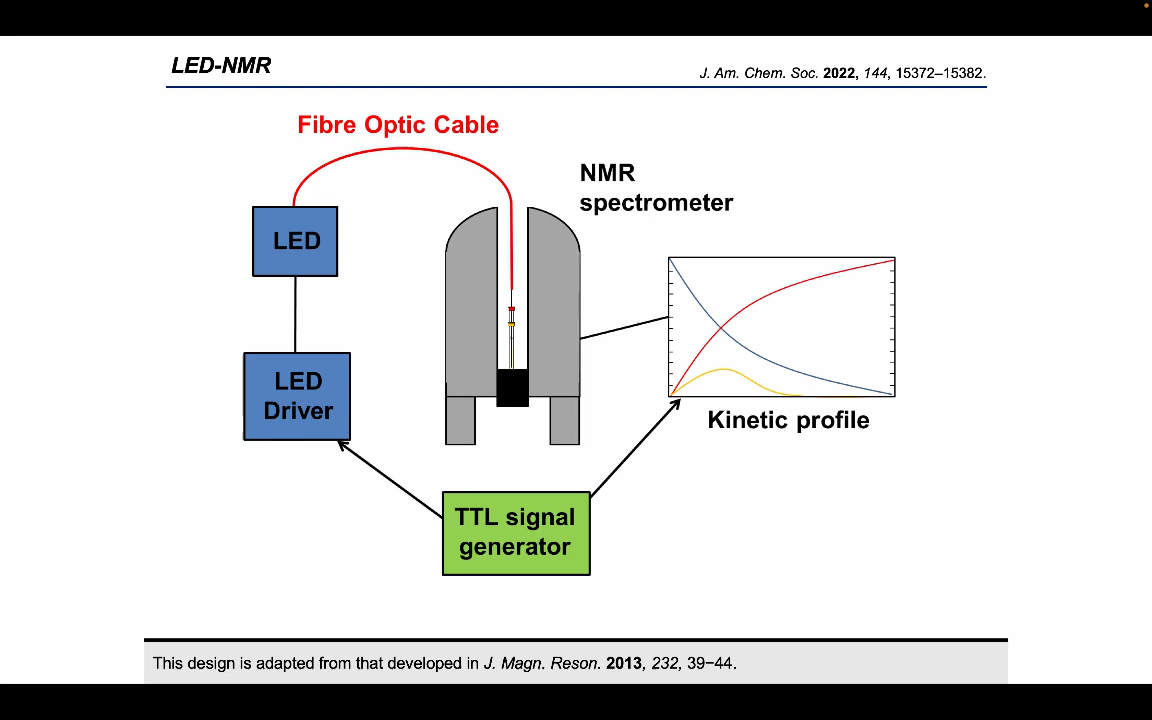 LED-NMR
J. Am. Chem. Soc. 2022, 144, 15372–15382.
Fibre Optic Cable
NMR
spectrometer
LED
LED
Driver
Kinetic profile
TTL signal
generator
This design is adapted from that developed in J. Magn. Reson. 2013, 232, 39−44.